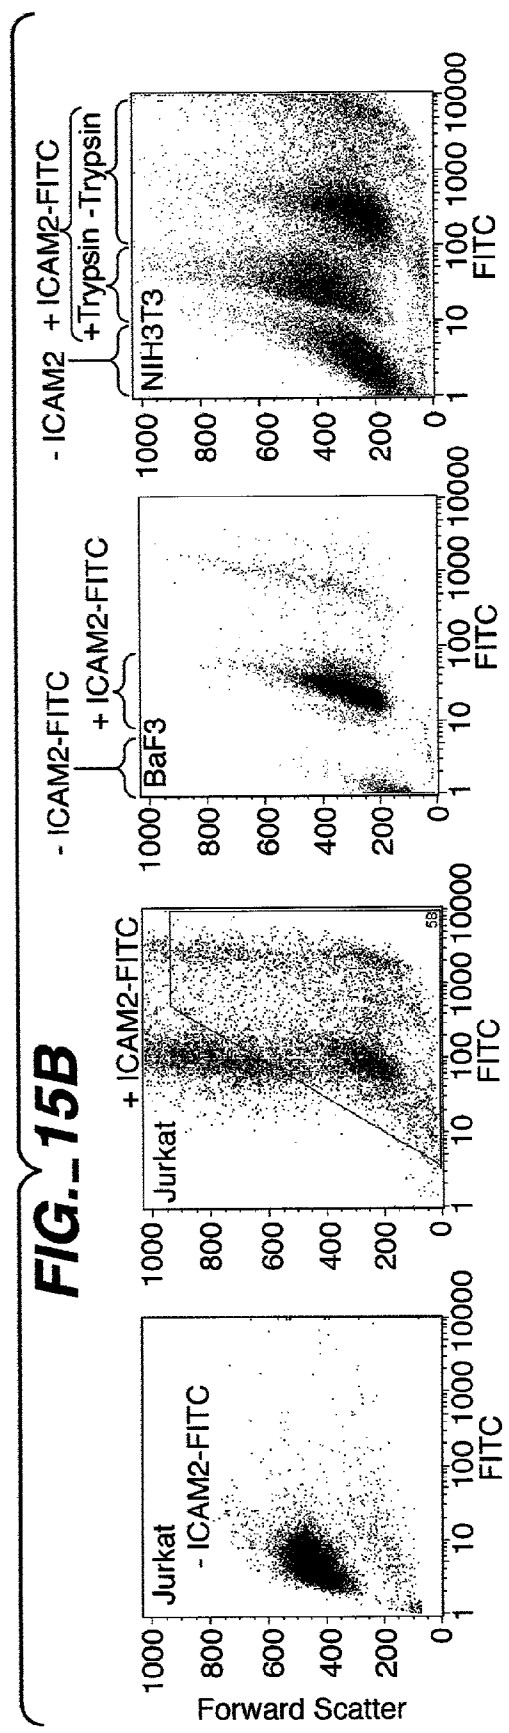 FIG._15B
Jurkat
- ICAM2-FITC
1000
800
600
400
200
0
Forward Scatter
1 10 100 1000 10000
FITC
+ ICAM2-FITC
Jurkat
1000
800
600
400
200
0
5B
1 10 100 1000 10000
FITC
- ICAM2-FITC
+ ICAM2-FITC
BaF3
1000
800
600
400
200
0
1 10 100 1000 10000
FITC
- ICAM2 + ICAM2-FITC
+Trypsin -Trypsin
NIH3T3
1000
800
600
400
200
0
1 10 100 1000 10000
FITC